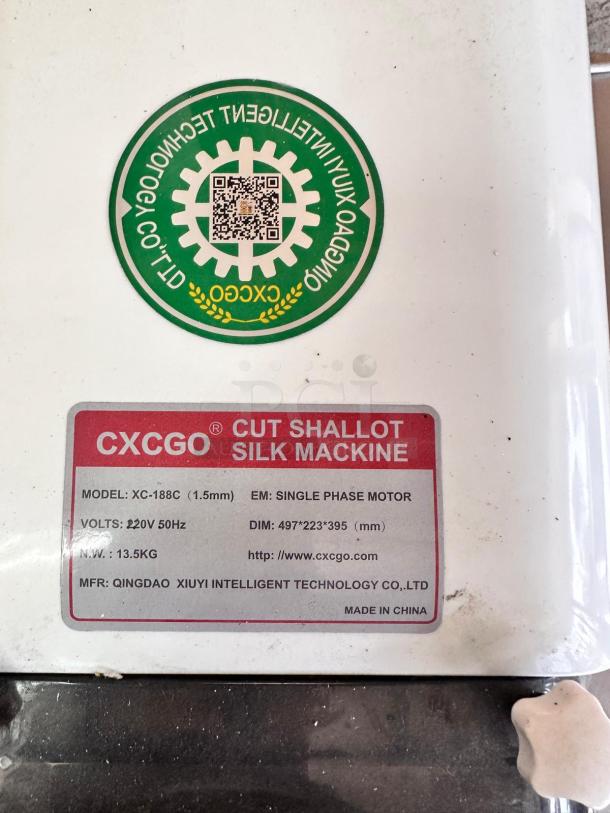 QINGDAO XIUYI INTELLIGENT TECHNOLOGY CO.,LTD
CXCGO
CXCGO® CUT SHALLOT
SILK MACKINE
MODEL: XC-188C (1.5mm) EM: SINGLE PHASE MOTOR
VOLTS: 220V 50Hz DIM: 497*223*395 (mm)
N.W. : 13.5KG http: //www.cxcgo.com
MFR: QINGDAO XIUYI INTELLIGENT TECHNOLOGY CO,.LTD
MADE IN CHINA